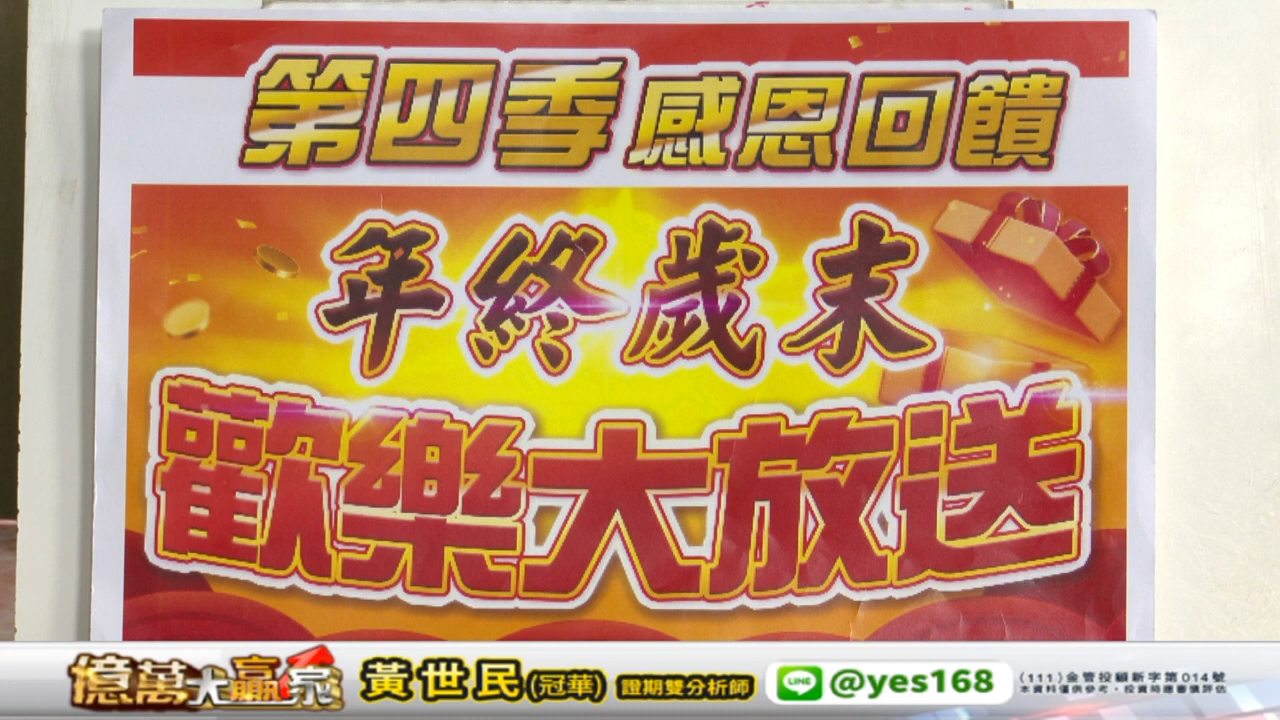 第四季感恩回饋
年終歲末
歡樂大放送
億萬大贏家 黃世民(冠華) 證期雙分析師 LINE @yes168
(111)金管投顧新字第014號
本資料僅供參考，投資時應審慎評估